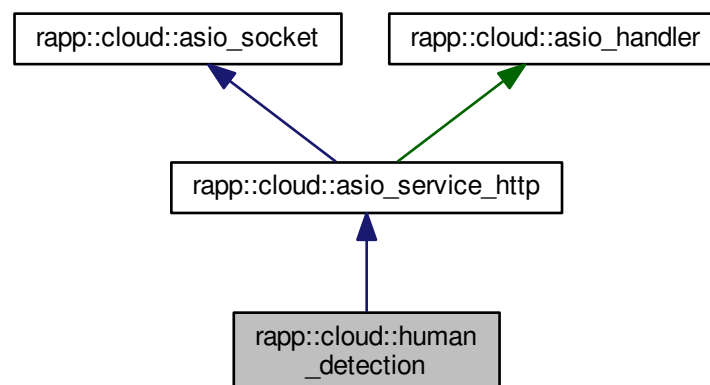 rapp::cloud::asio_socket
rapp::cloud::asio_handler
rapp::cloud::asio_service_http
rapp::cloud::human
_detection